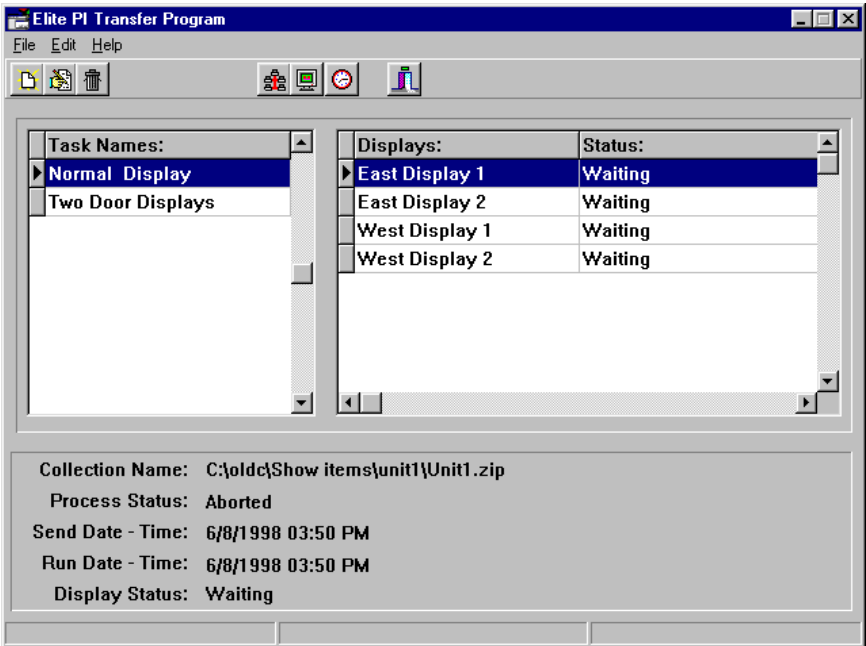 Elite PI Transfer Program
File Edit Help
Task Names:
Normal Display
Two Door Displays
Displays: Status:
East Display 1 Waiting
East Display 2 Waiting
West Display 1 Waiting
West Display 2 Waiting
Collection Name: C:\oldc\Show items\unit1\Unit1.zip
Process Status: Aborted
Send Date - Time: 6/8/1998 03:50 PM
Run Date - Time: 6/8/1998 03:50 PM
Display Status: Waiting